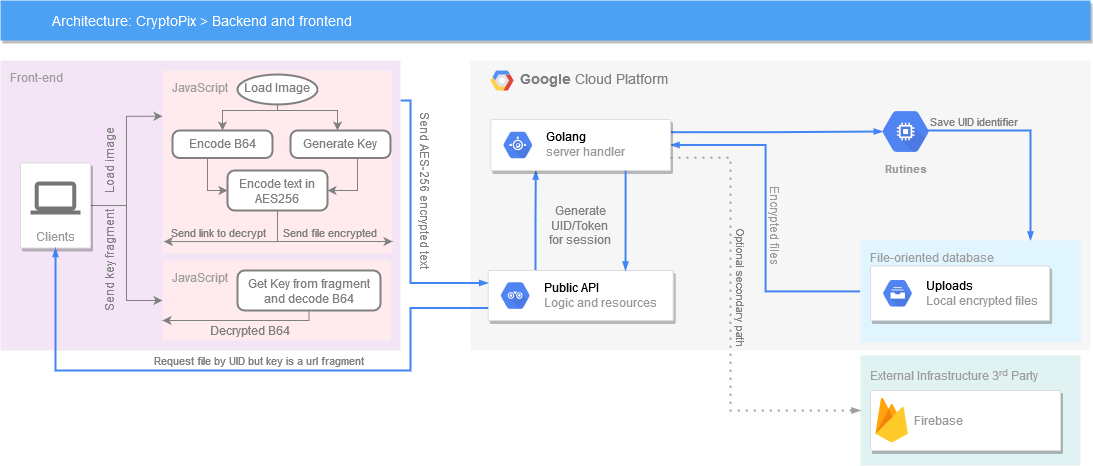 Architecture: CryptoPix > Backend and frontend
Front-end
JavaScript
Load Image
Encode B64
Generate Key
Encode text in
AES256
Send link to decrypt
Send file encrypted
Clients
Load image
Send key fragment
JavaScript
Get Key from fragment
and decode B64
Decrypted B64
Send AES-256 encrypted text
Request file by UID but key is a url fragment
Google Cloud Platform
Golang
server handler
Generate
UID/Token
for session
Public API
Logic and resources
Rutines
Save UID identifier
Encrypted files
Optional secondary path
File-oriented database
Uploads
Local encrypted files
External Infrastructure 3rd Party
Firebase